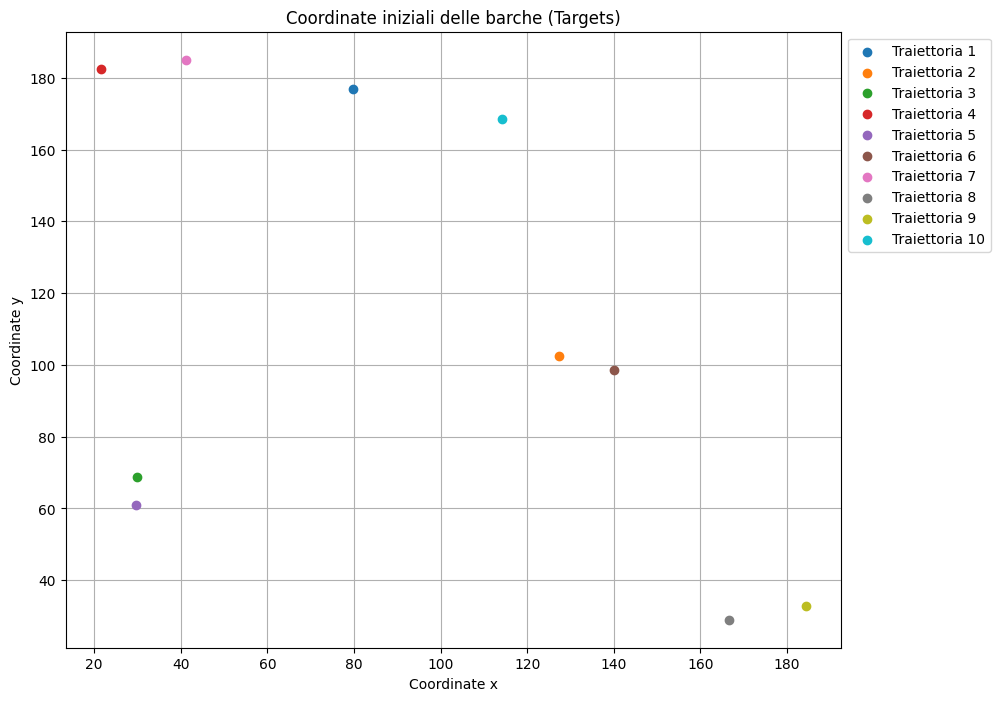 Coordinate iniziali delle barche (Targets)
Traiettoria 1
Traiettoria 2
Traiettoria 3
Traiettoria 4
Traiettoria 5
Traiettoria 6
Traiettoria 7
Traiettoria 8
Traiettoria 9
Traiettoria 10
Coordinate y
180
160
140
120
100
80
60
40
20 40 60 80 100 120 140 160 180
Coordinate x